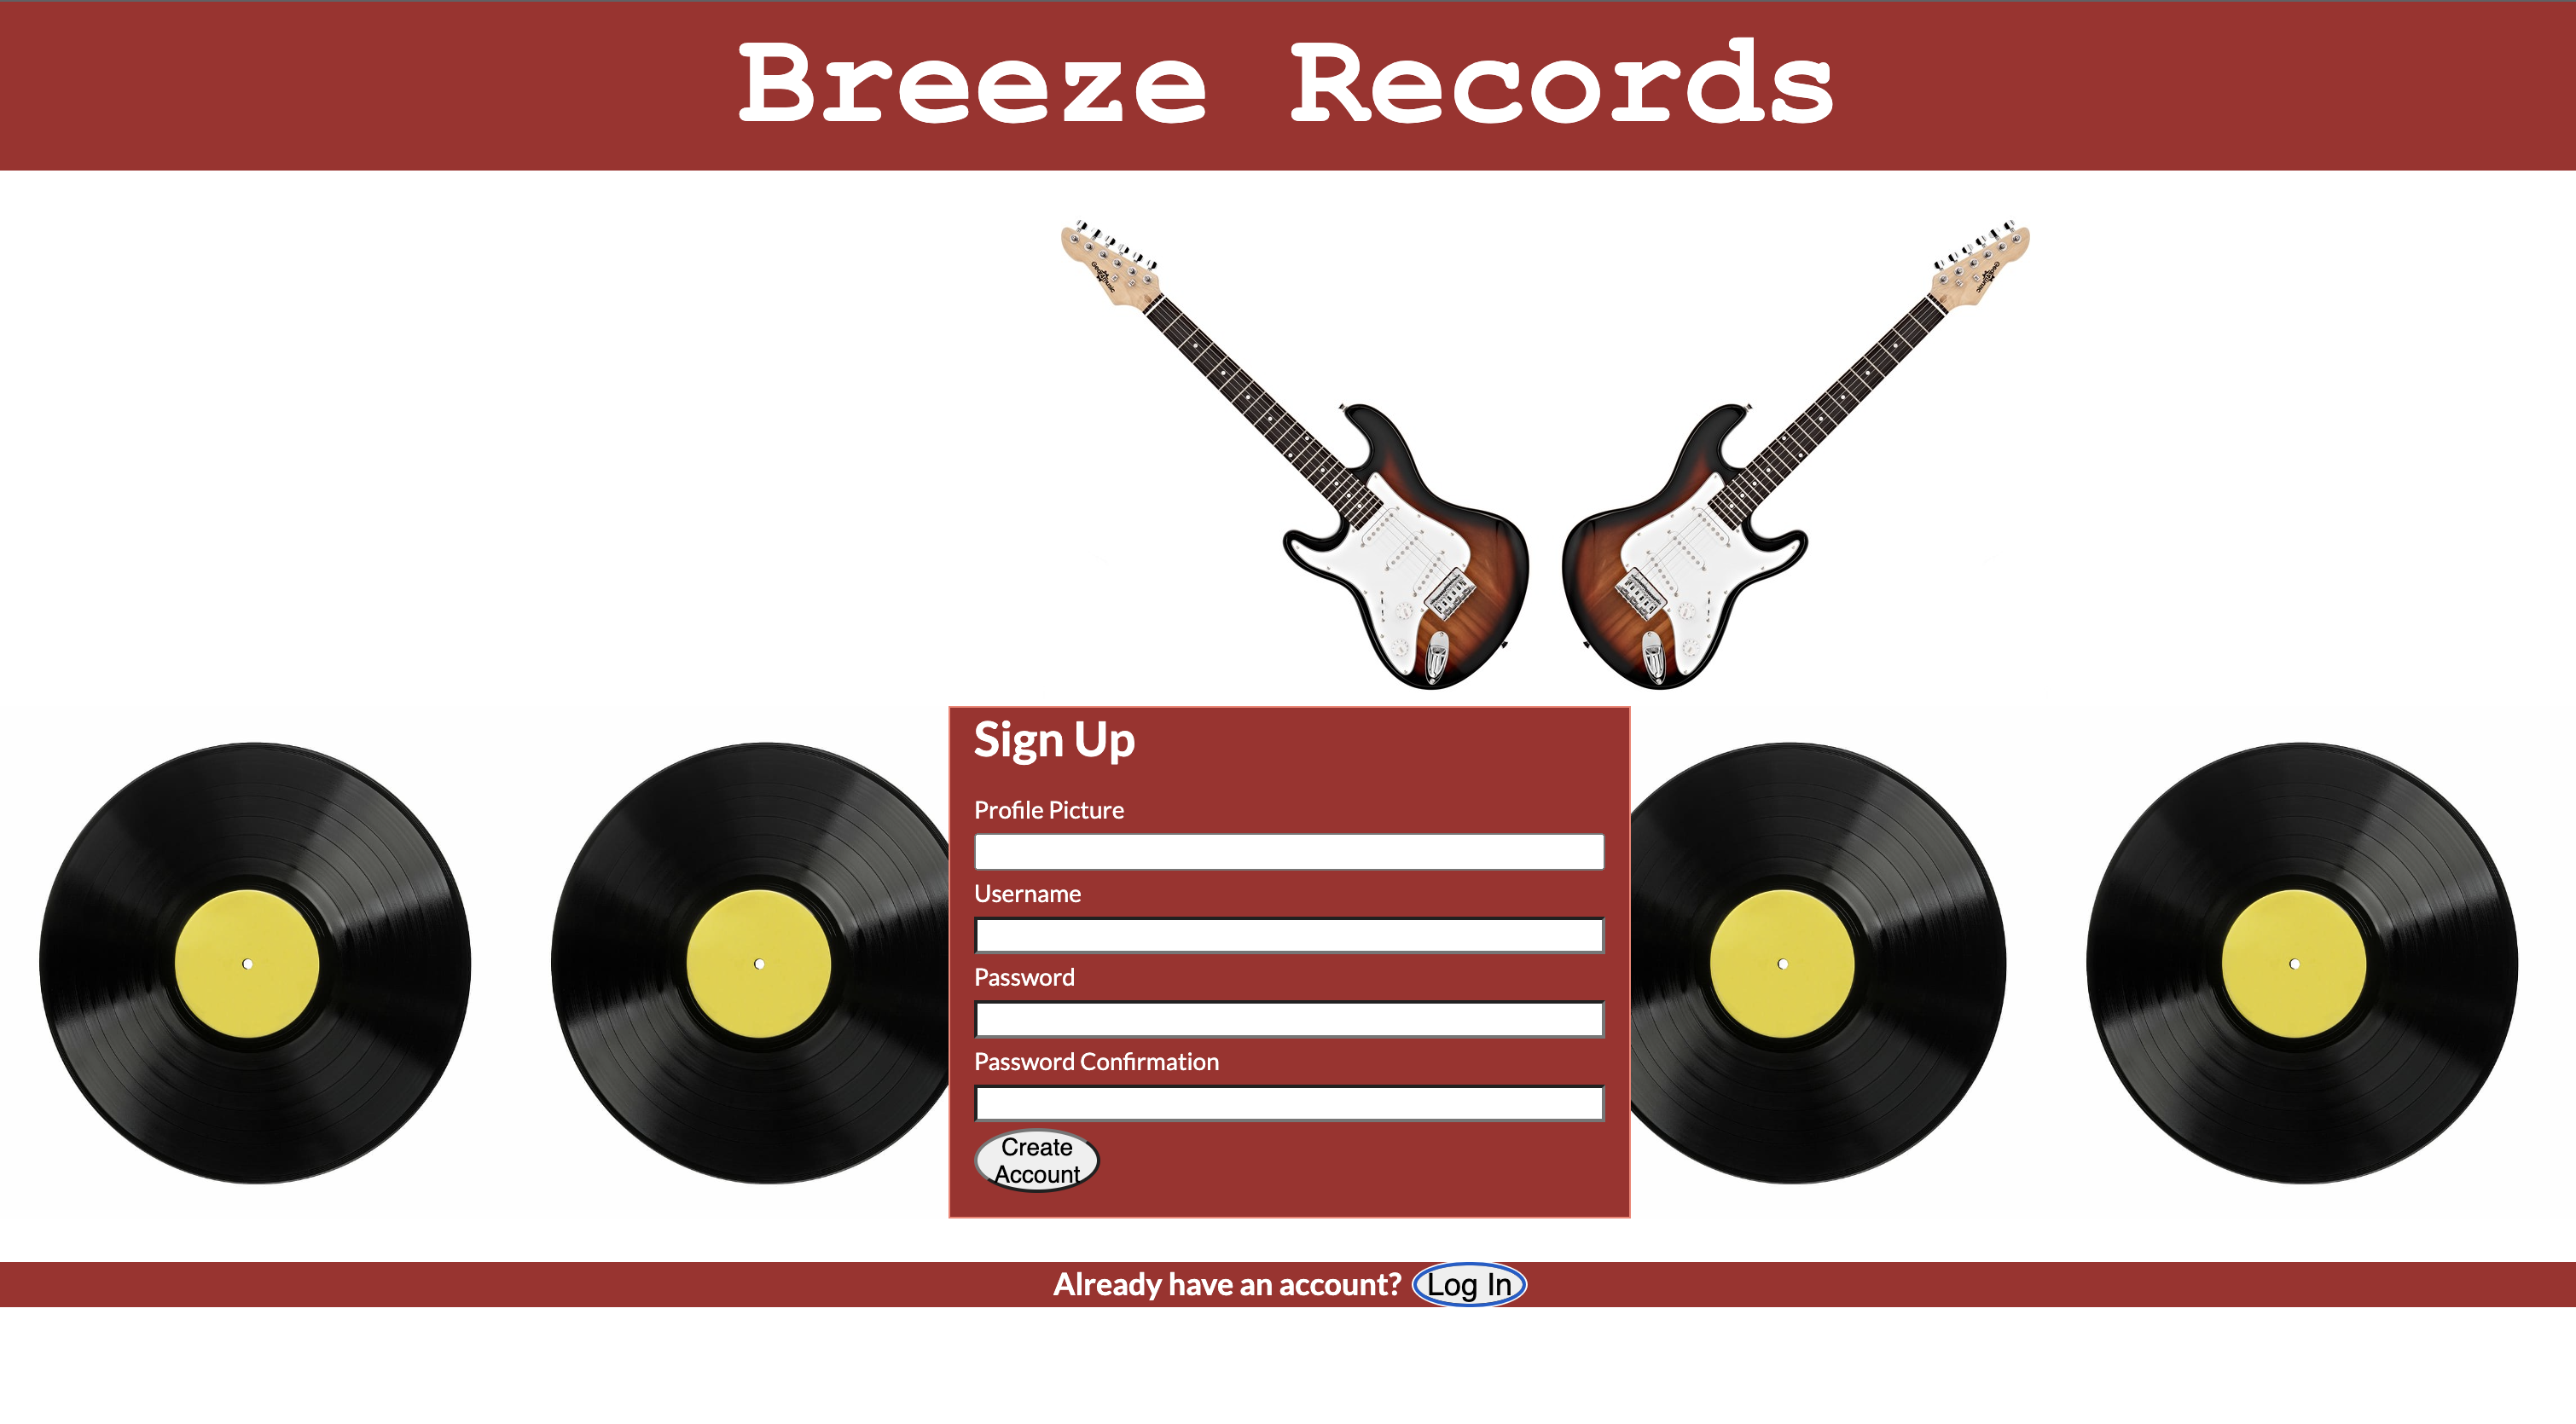 Breeze Records
Sign Up
Profile Picture
Username
Password
Password Confirmation
Create
Account
Already have an account? Log In